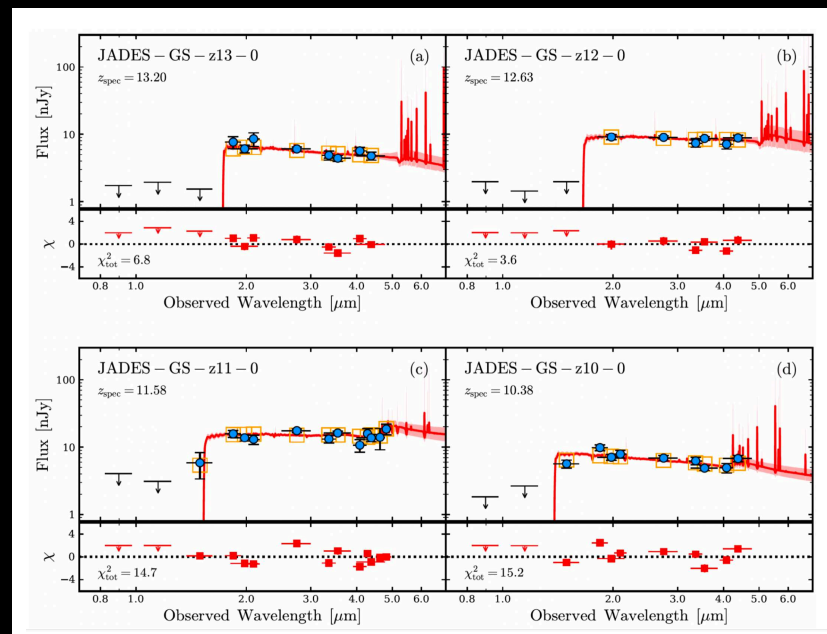 JADES−GS−z13−0 (a)
z_spec = 13.20
JADES−GS−z12−0 (b)
z_spec = 12.63
Flux [nJy]
100
10
1
χ
4
0
−4
χ²_tot = 6.8
χ²_tot = 3.6
0.8 1.0 2.0 3.0 4.0 5.0 6.0
0.8 1.0 2.0 3.0 4.0 5.0 6.0
Observed Wavelength [μm]
Observed Wavelength [μm]
JADES−GS−z11−0 (c)
z_spec = 11.58
JADES−GS−z10−0 (d)
z_spec = 10.38
Flux [nJy]
100
10
1
χ
4
0
−4
χ²_tot = 14.7
χ²_tot = 15.2
0.8 1.0 2.0 3.0 4.0 5.0 6.0
0.8 1.0 2.0 3.0 4.0 5.0 6.0
Observed Wavelength [μm]
Observed Wavelength [μm]